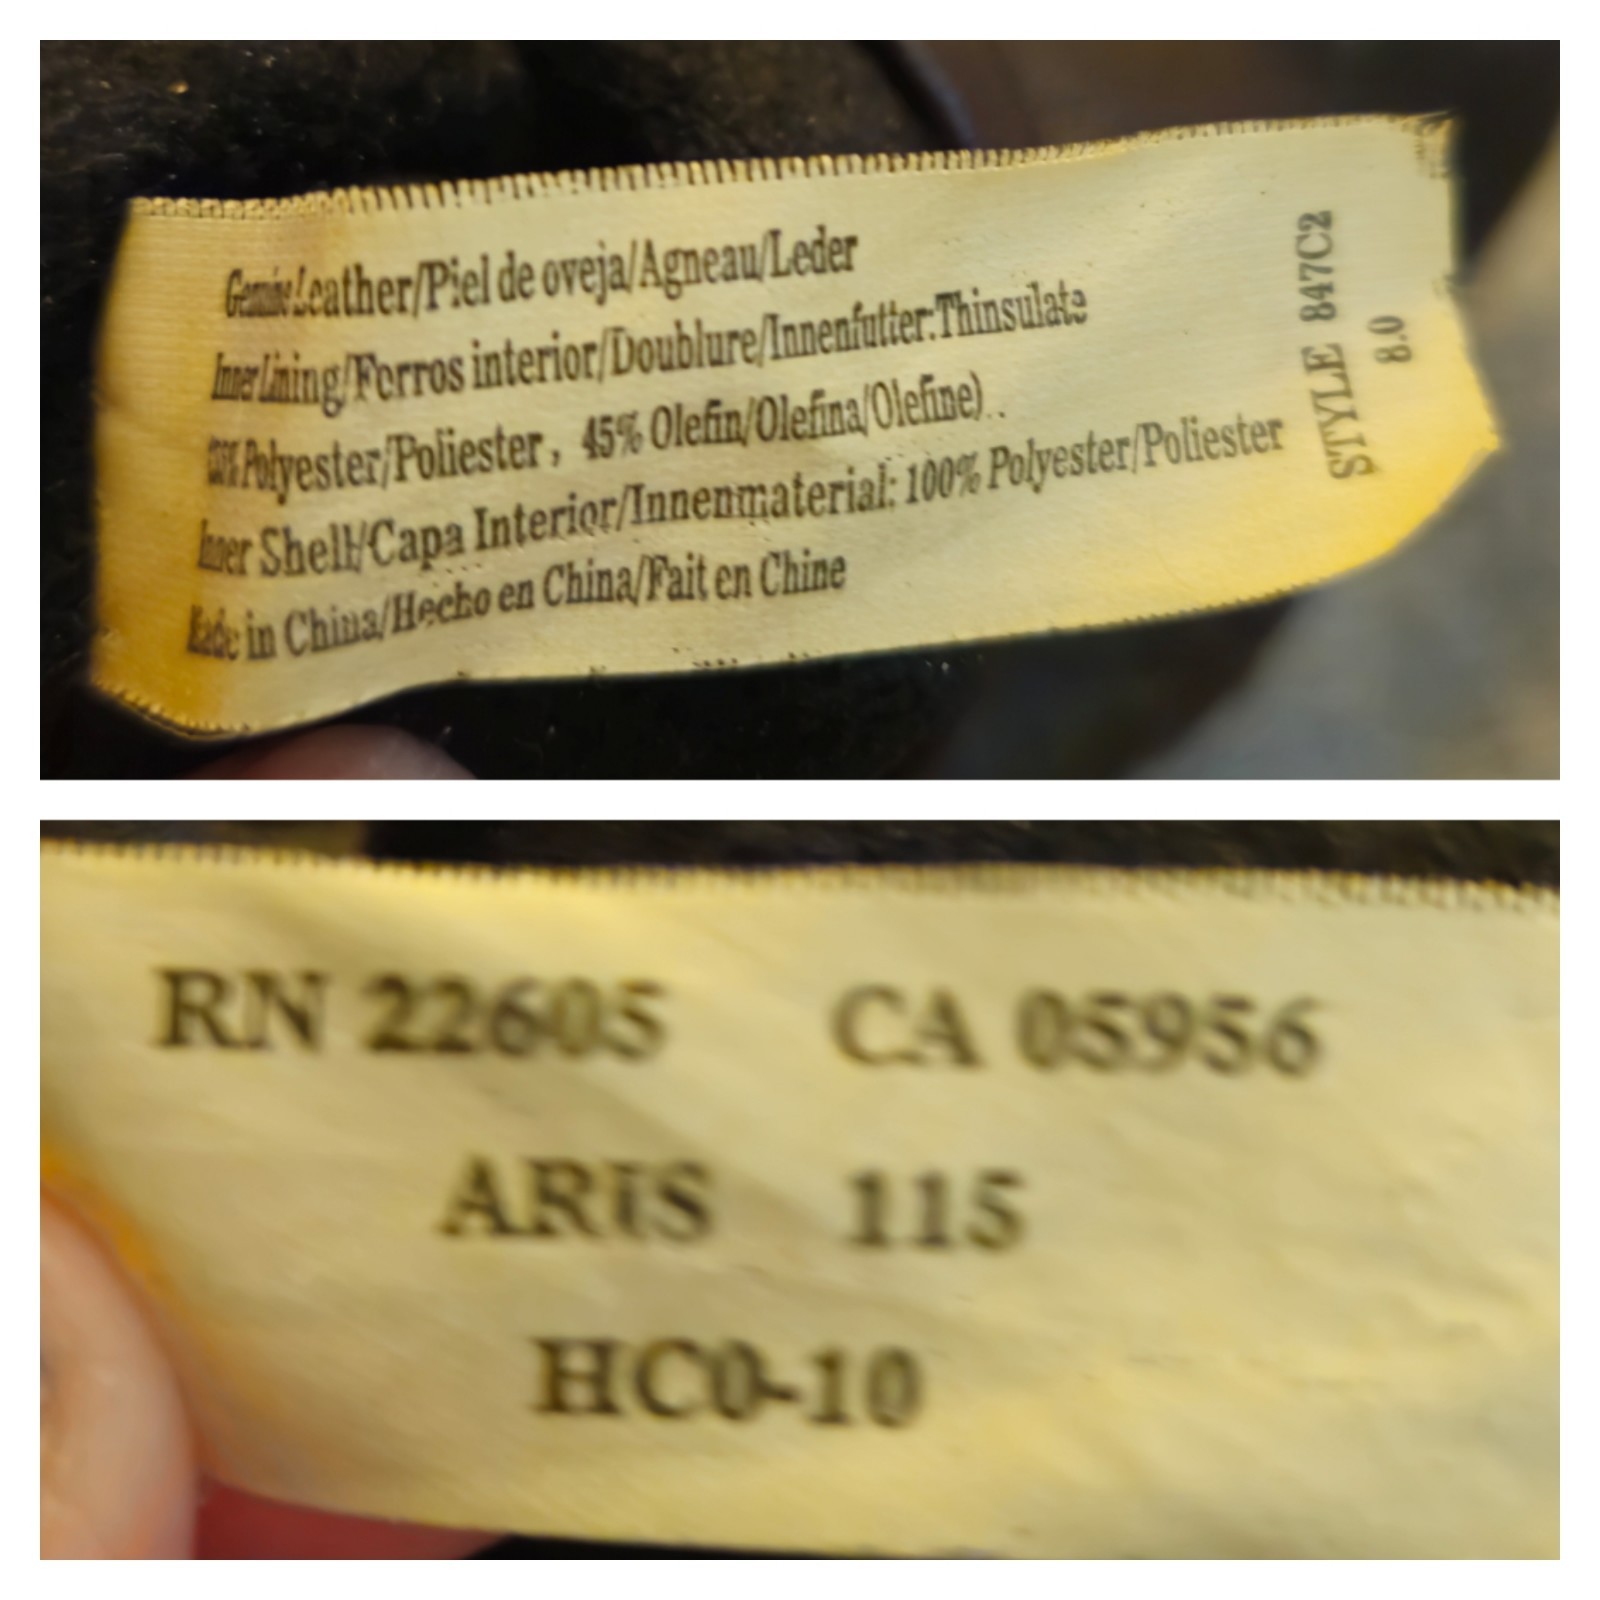 Genuine Leather/Piel de oveja/Agneau/Leder
Inner Lining/Forros interior/Doublure/Innenfutter:Thinsulate
Polyester/Poliester, 45% Olefin/Olefina/Olefine)
Inner Shell/Capa Interior/Innenmaterial: 100% Polyester/Poliester
Made in China/Hecho en China/Fait en Chine
STYLE 847C2
8.0
RN 22605 CA 05956
ARIS 115
HC0-10